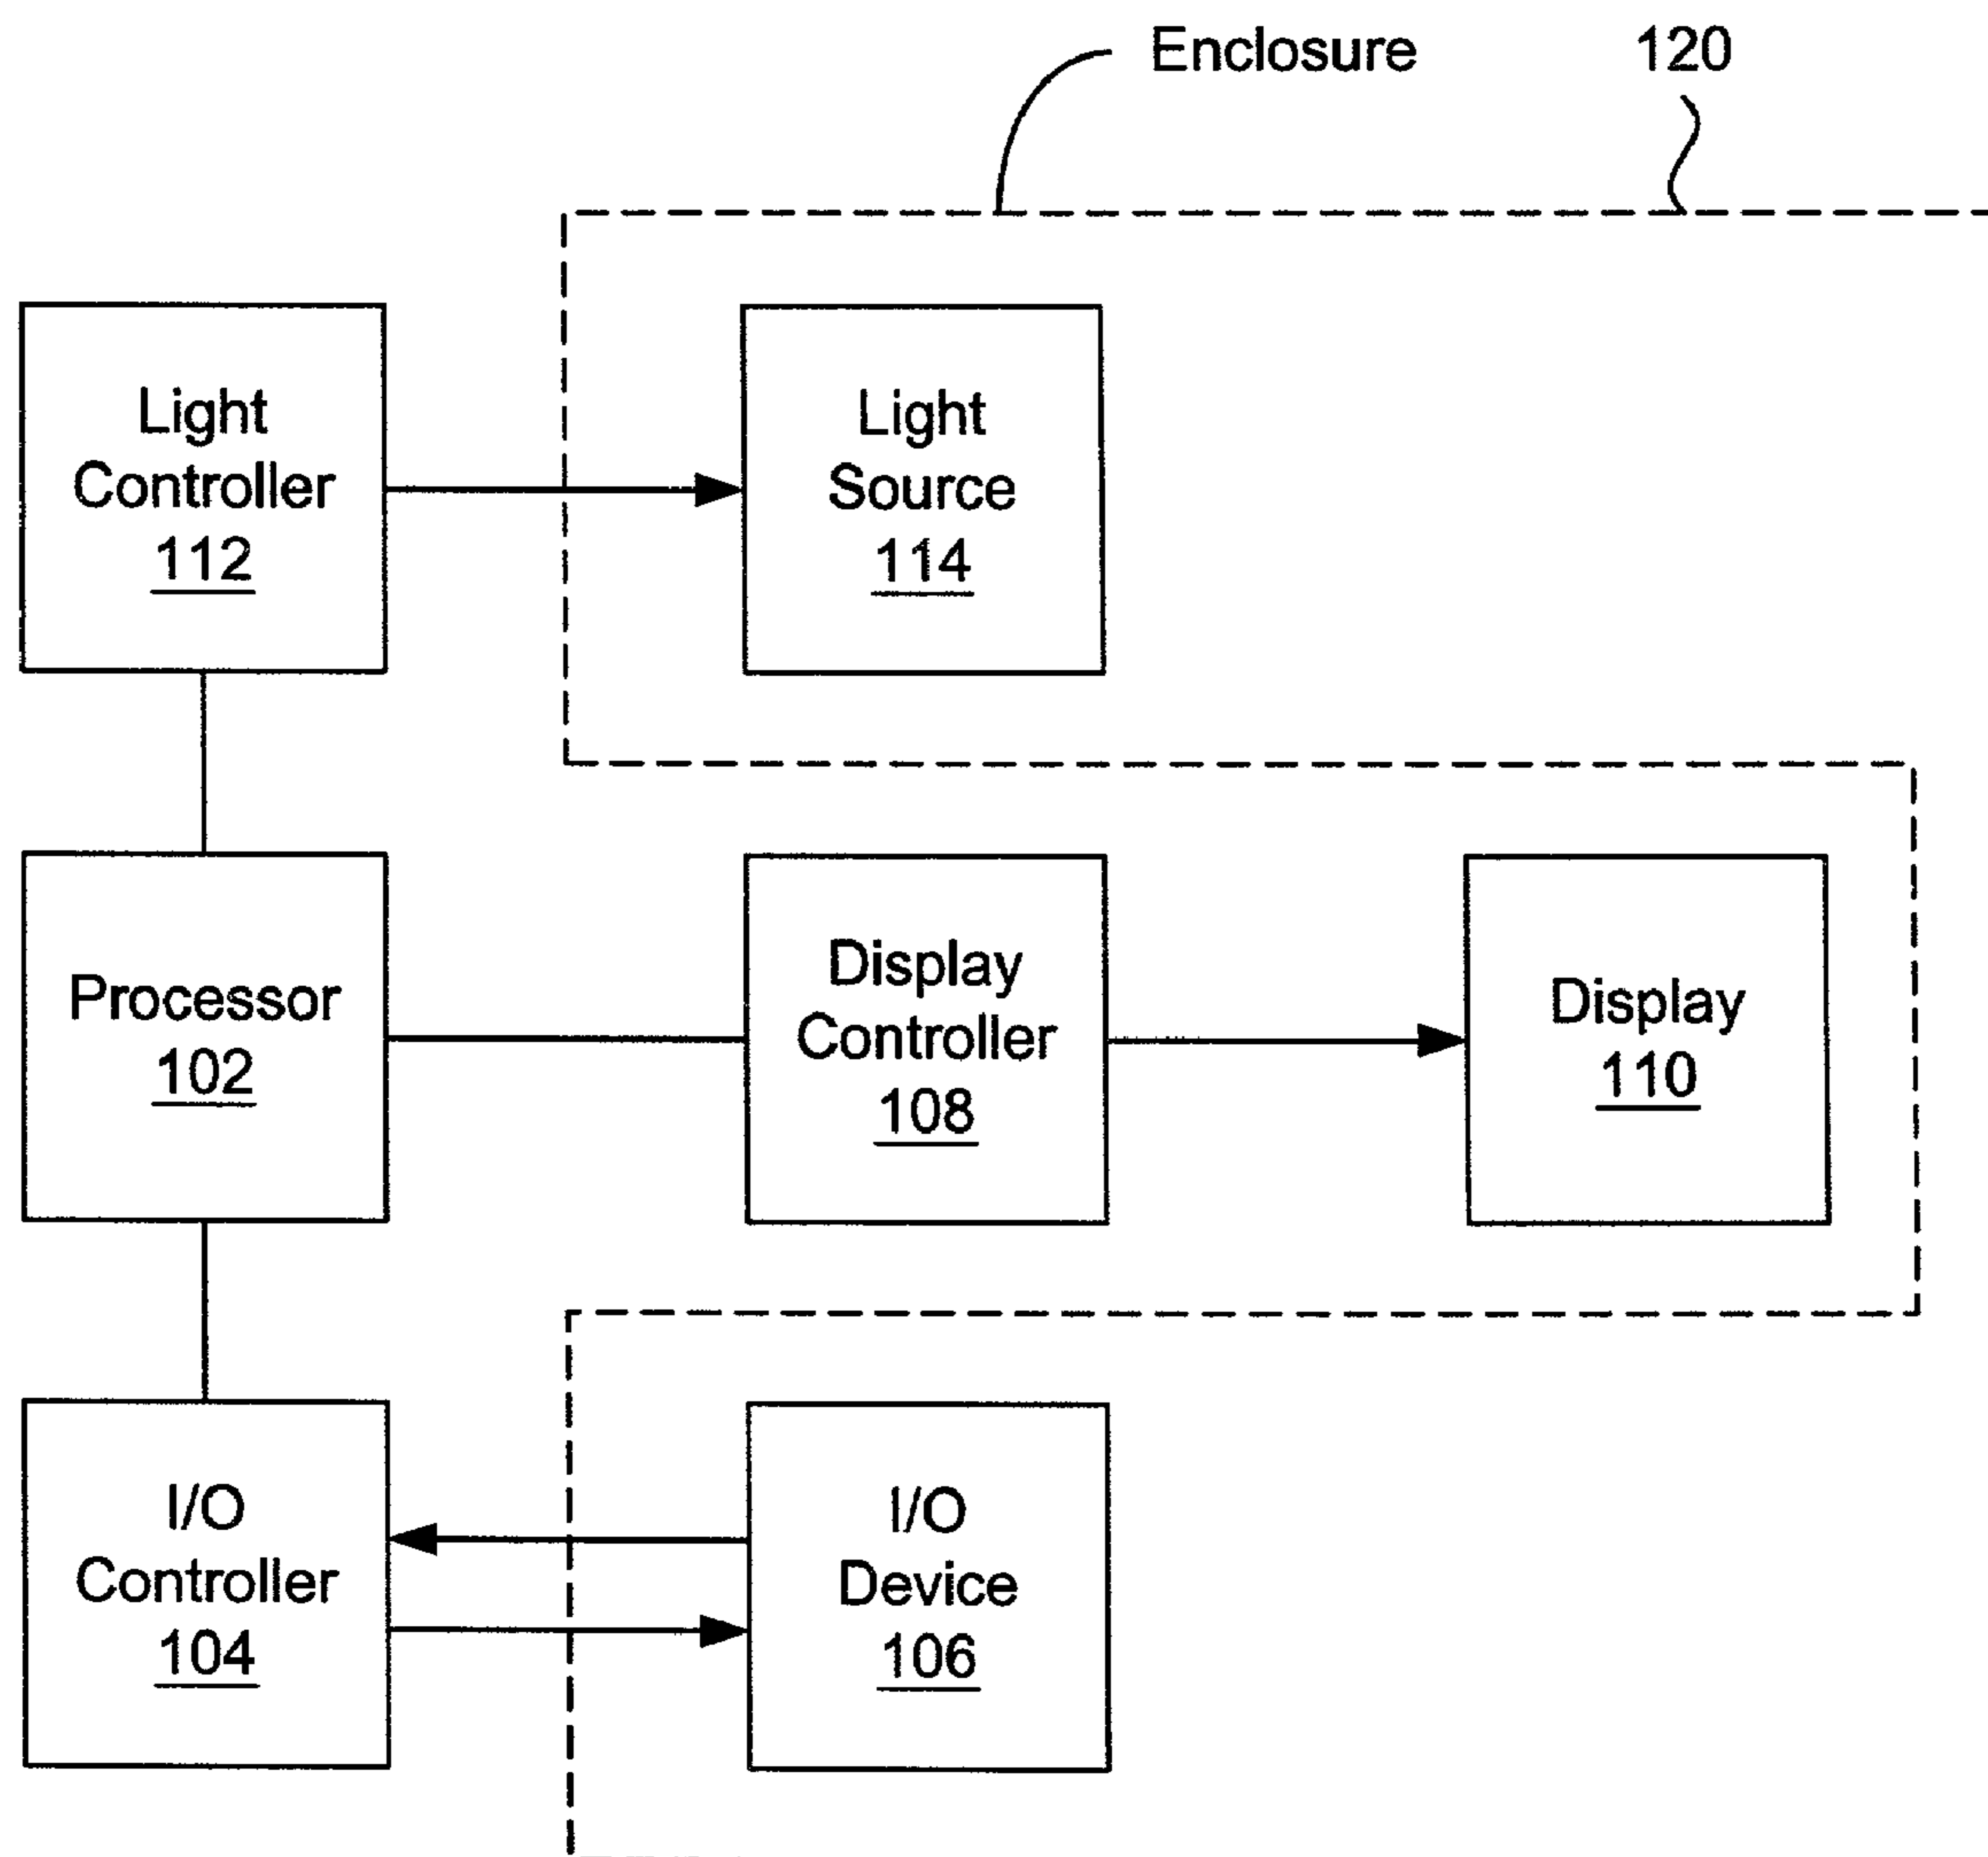 Enclosure
120
Light
Controller
112
Light
Source
114
Processor
102
Display
Controller
108
Display
110
I/O
Controller
104
I/O
Device
106